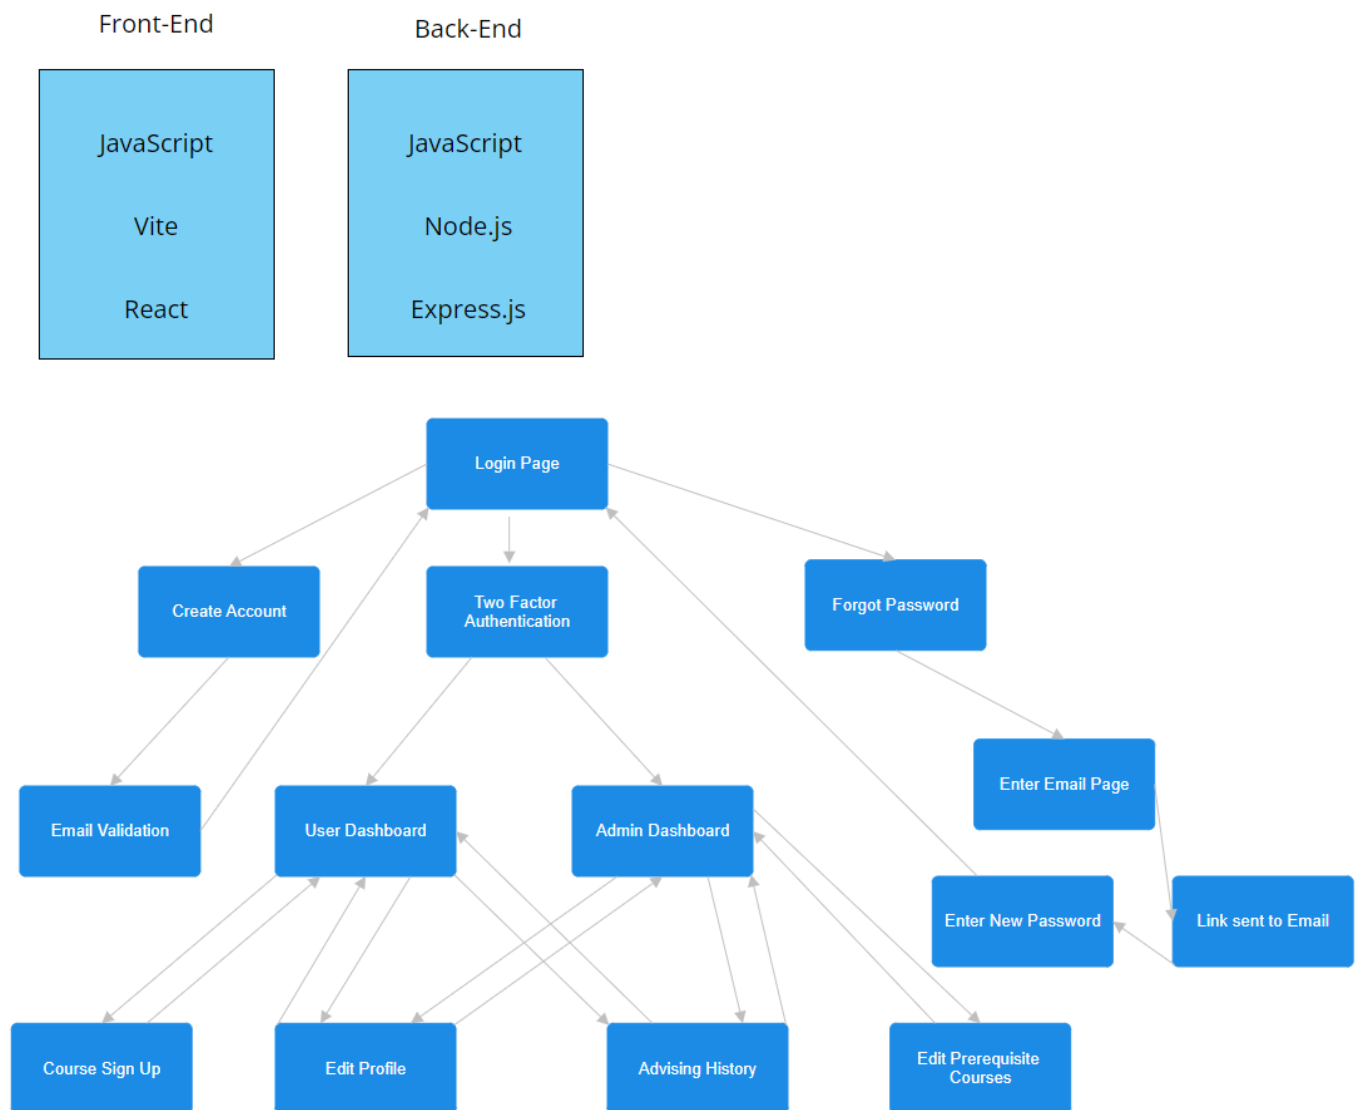 Front-End
Back-End
JavaScript
Vite
React
JavaScript
Node.js
Express.js
Login Page
Create Account
Two Factor
Authentication
Forgot Password
Enter Email Page
Email Validation
User Dashboard
Admin Dashboard
Enter New Password
Link sent to Email
Course Sign Up
Edit Profile
Advising History
Edit Prerequisite
Courses